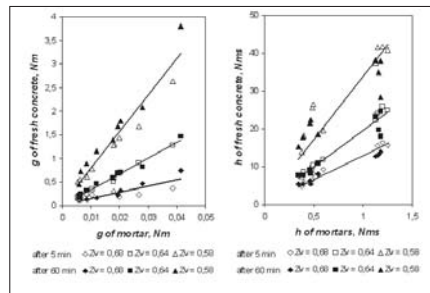 g of fresh concrete, Nm
4
3,5
3
2,5
2
1,5
1
0,5
0
0 0,01 0,02 0,03 0,04 0,05
g of mortar, Nm
after 5 min ◇ Zv = 0,68 □ Zv = 0,64 △ Zv = 0,58
after 60 min ◆ Zv = 0,68 ■ Zv = 0,64 ▲ Zv = 0,58
h of fresh concrete, Nms
50
40
30
20
10
0
0 0,5 1 1,5
h of mortars, Nms
after 5 min ◇ Zv = 0,68 □ Zv = 0,64 △ Zv = 0,58
after 60 min ◆ Zv = 0,68 ■ Zv = 0,64 ▲ Zv = 0,58